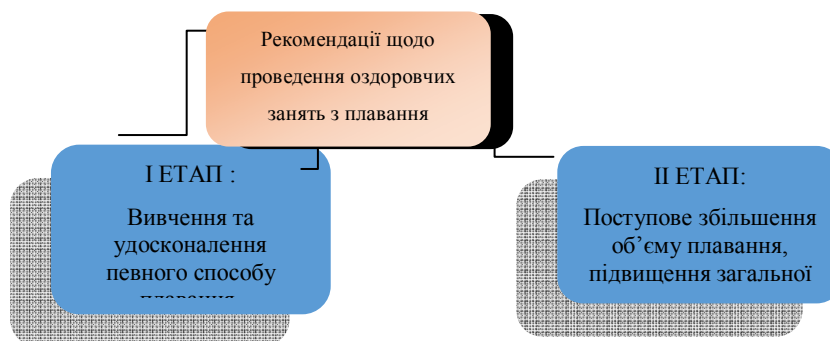 Рекомендації щодо
проведення оздоровчих
занять з плавання
І ЕТАП :
Вивчення та
удосконалення
певного способу
плавання
ІІ ЕТАП:
Поступове збільшення
об’єму плавання,
підвищення загальної